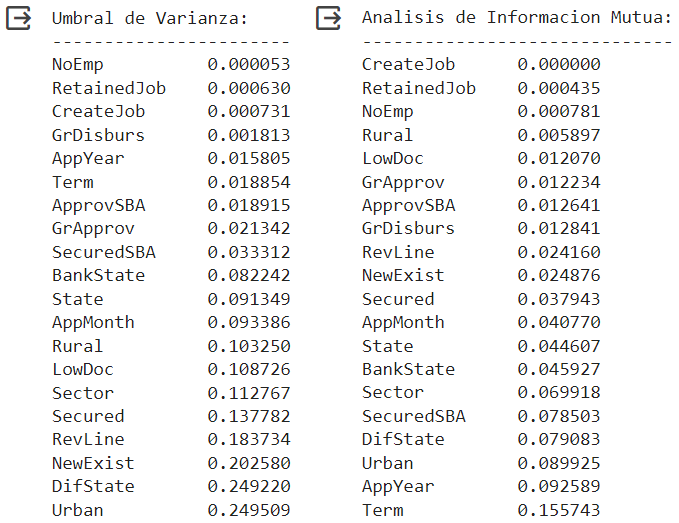 Umbral de Varianza:
-----------------------
NoEmp 0.000053
RetainedJob 0.000630
CreateJob 0.000731
GrDisburs 0.001813
AppYear 0.015805
Term 0.018854
ApprovSBA 0.018915
GrApprov 0.021342
SecuredSBA 0.033312
BankState 0.082242
State 0.091349
AppMonth 0.093386
Rural 0.103250
LowDoc 0.108726
Sector 0.112767
Secured 0.137782
RevLine 0.183734
NewExist 0.202580
DifState 0.249220
Urban 0.249509
Analisis de Informacion Mutua:
------------------------------
CreateJob 0.000000
RetainedJob 0.000435
NoEmp 0.000781
Rural 0.005897
LowDoc 0.012070
GrApprov 0.012234
ApprovSBA 0.012641
GrDisburs 0.012841
RevLine 0.024160
NewExist 0.024876
Secured 0.037943
AppMonth 0.040770
State 0.044607
BankState 0.045927
Sector 0.069918
SecuredSBA 0.078503
DifState 0.079083
Urban 0.089925
AppYear 0.092589
Term 0.155743